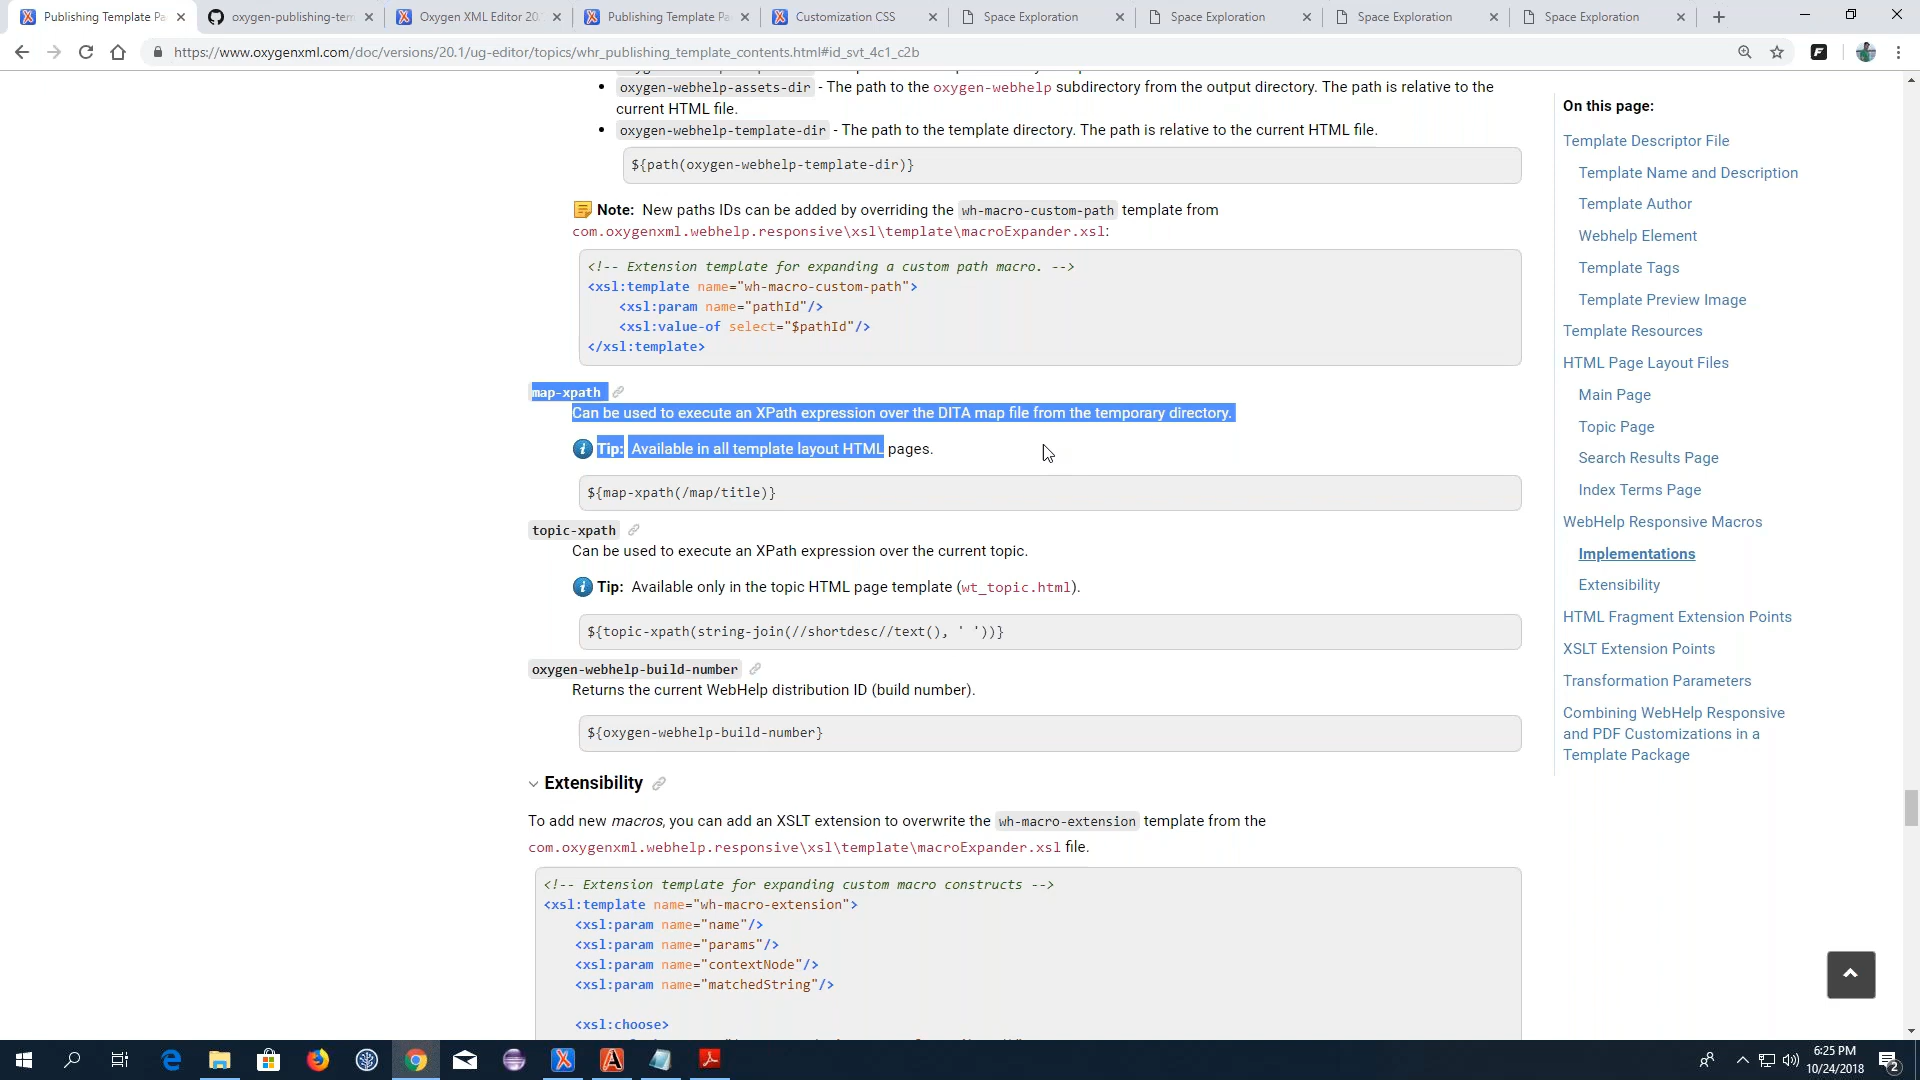 Publishing Template Pa
oxygen-publishing-tem
Oxygen XML Editor 20.
Publishing Template Pa
Customization CSS
Space Exploration
Space Exploration
Space Exploration
Space Exploration
https://www.oxygenxml.com/doc/versions/20.1/ug-editor/topics/whr_publishing_template_contents.html#id_svt_4c1_c2b
• oxygen-webhelp-assets-dir - The path to the oxygen-webhelp subdirectory from the output directory. The path is relative to the
current HTML file.
• oxygen-webhelp-template-dir - The path to the template directory. The path is relative to the current HTML file.
${path(oxygen-webhelp-template-dir)}
Note: New paths IDs can be added by overriding the wh-macro-custom-path template from
com.oxygenxml.webhelp.responsive\xsl\template\macroExpander.xsl:
<!-- Extension template for expanding a custom path macro. -->
<xsl:template name="wh-macro-custom-path">
<xsl:param name="pathId"/>
<xsl:value-of select="$pathId"/>
</xsl:template>
map-xpath
Can be used to execute an XPath expression over the DITA map file from the temporary directory.
Tip: Available in all template layout HTML pages.
${map-xpath(/map/title)}
topic-xpath
Can be used to execute an XPath expression over the current topic.
Tip: Available only in the topic HTML page template (wt_topic.html).
${topic-xpath(string-join(//shortdesc//text(), ' '))}
oxygen-webhelp-build-number
Returns the current WebHelp distribution ID (build number).
${oxygen-webhelp-build-number}
Extensibility
To add new macros, you can add an XSLT extension to overwrite the wh-macro-extension template from the
com.oxygenxml.webhelp.responsive\xsl\template\macroExpander.xsl file.
<!-- Extension template for expanding custom macro constructs -->
<xsl:template name="wh-macro-extension">
<xsl:param name="name"/>
<xsl:param name="params"/>
<xsl:param name="contextNode"/>
<xsl:param name="matchedString"/>
<xsl:choose>
On this page:
Template Descriptor File
Template Name and Description
Template Author
Webhelp Element
Template Tags
Template Preview Image
Template Resources
HTML Page Layout Files
Main Page
Topic Page
Search Results Page
Index Terms Page
WebHelp Responsive Macros
Implementations
Extensibility
HTML Fragment Extension Points
XSLT Extension Points
Transformation Parameters
Combining WebHelp Responsive
and PDF Customizations in a
Template Package
6:25 PM
10/24/2018
2